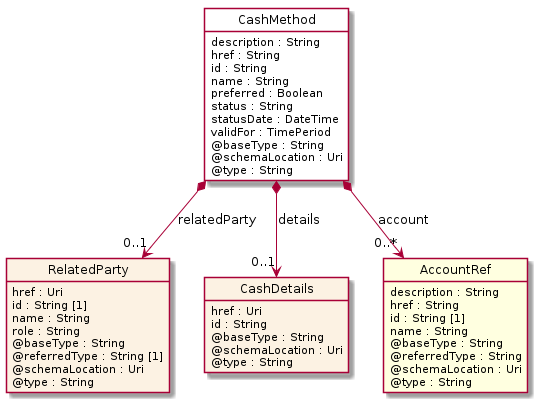 CashMethod
description : String
href : String
id : String
name : String
preferred : Boolean
status : String
statusDate : DateTime
validFor : TimePeriod
@baseType : String
@schemaLocation : Uri
@type : String
relatedParty
details
account
0..1
0..1
0..*
RelatedParty
href : Uri
id : String [1]
name : String
role : String
@baseType : String
@referredType : String [1]
@schemaLocation : Uri
@type : String
CashDetails
href : Uri
id : String
@baseType : String
@schemaLocation : Uri
@type : String
AccountRef
description : String
href : String
id : String [1]
name : String
@baseType : String
@referredType : String
@schemaLocation : Uri
@type : String